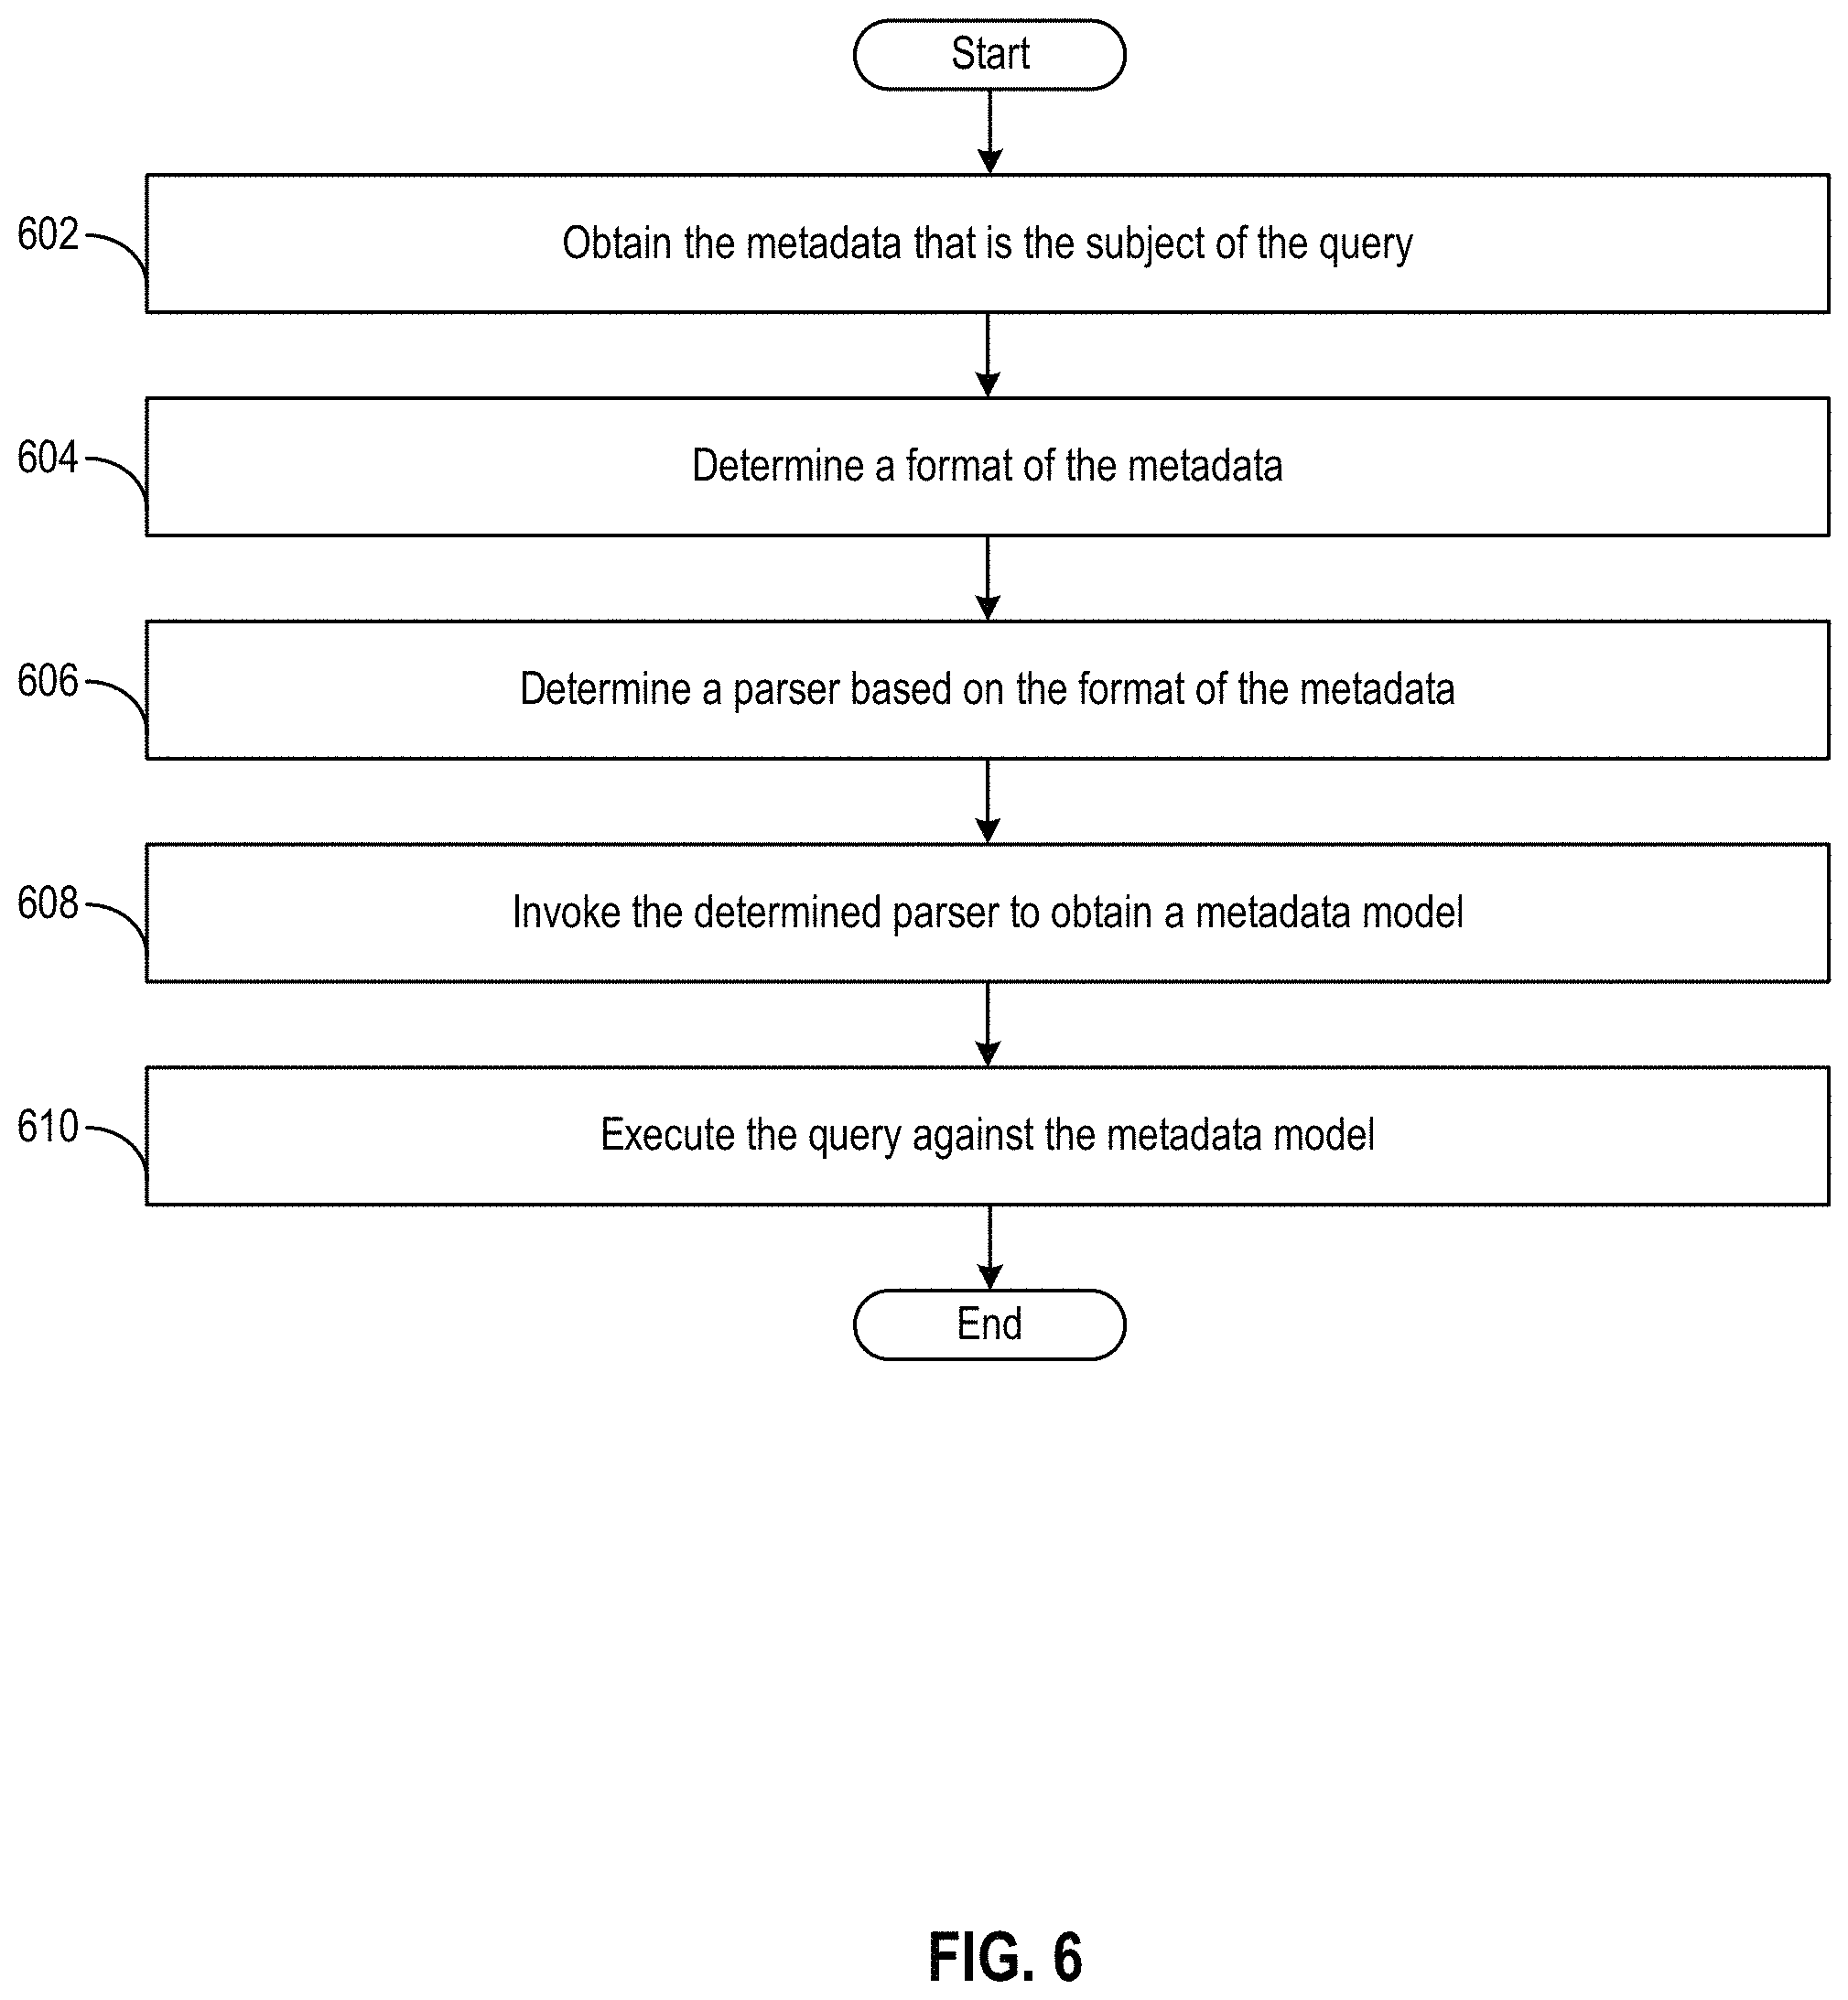 Start
602
Obtain the metadata that is the subject of the query
604
Determine a format of the metadata
606
Determine a parser based on the format of the metadata
608
Invoke the determined parser to obtain a metadata model
610
Execute the query against the metadata model
End
FIG. 6